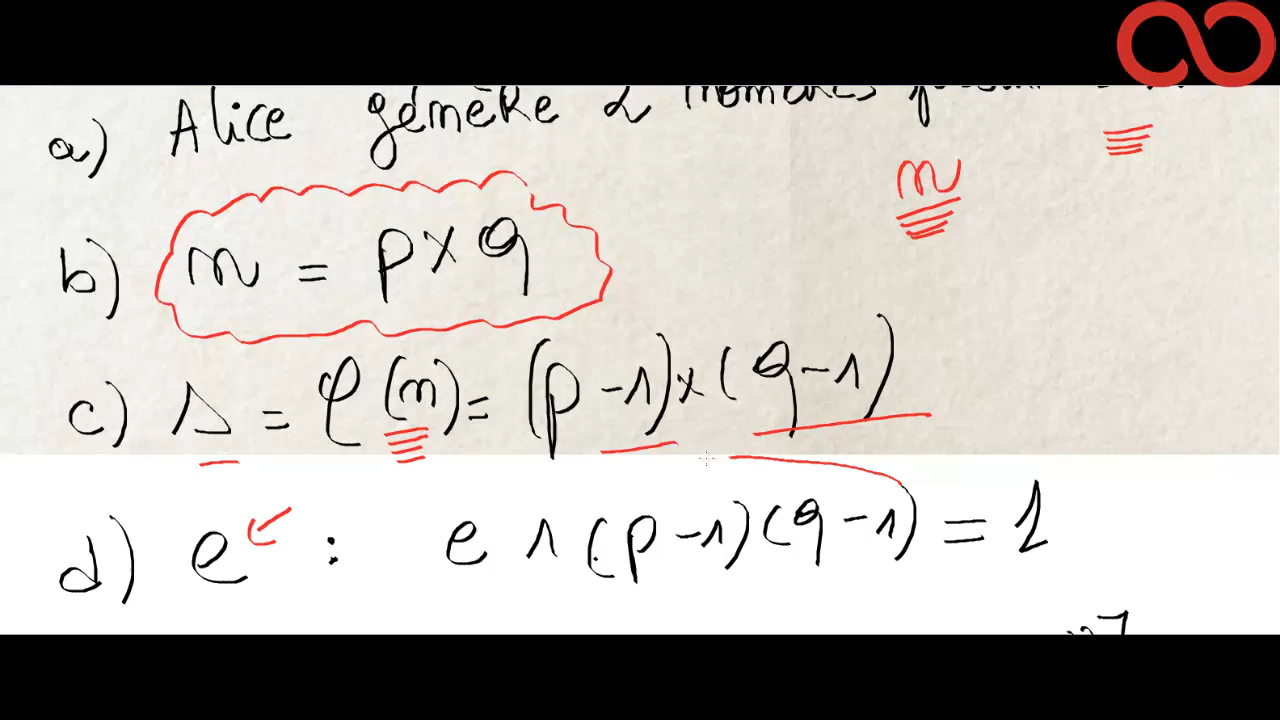 a) Alice génère 2 nombres
n
b) n = p × q
c) s = φ(n) = (p - 1) × (q - 1)
d) e : e ∧ (p - 1)(q - 1) = 1